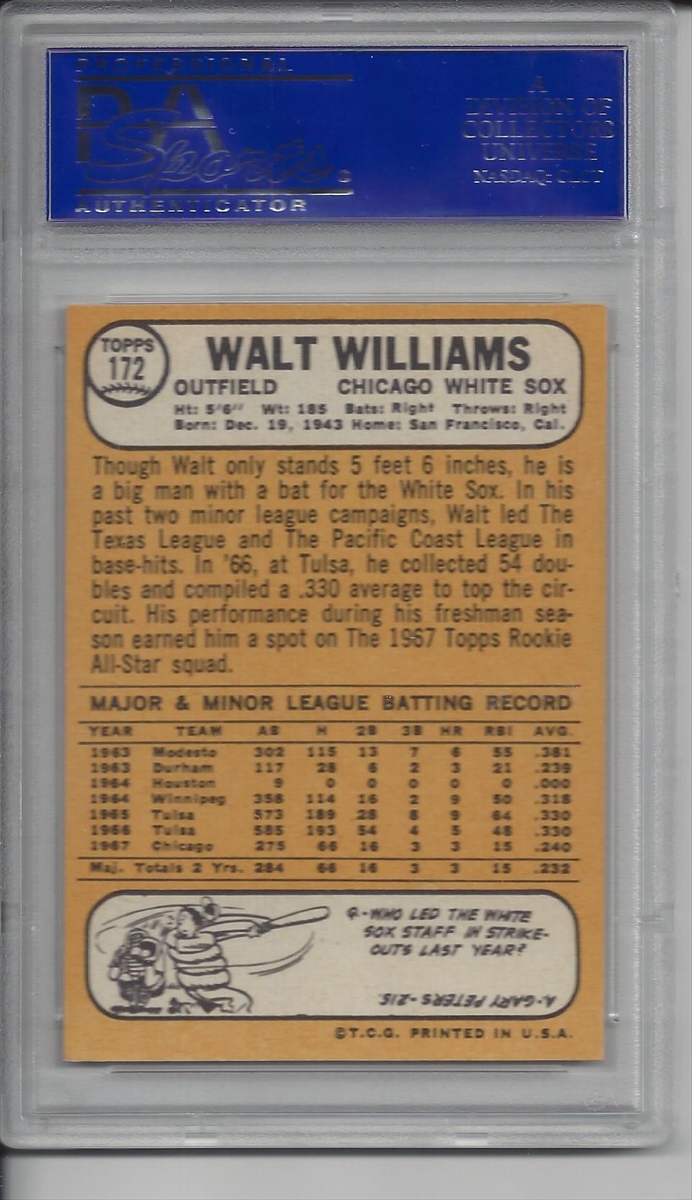 PROFESSIONAL
PSA
Sports
AUTHENTICATOR
A
DIVISION OF
COLLECTORS
UNIVERSE
NASDAQ: CLCT
TOPPS
172
WALT WILLIAMS
OUTFIELD CHICAGO WHITE SOX
Ht: 5'6" Wt: 185 Bats: Right Throws: Right
Born: Dec. 19, 1943 Home: San Francisco, Cal.
Though Walt only stands 5 feet 6 inches, he is
a big man with a bat for the White Sox. In his
past two minor league campaigns, Walt led The
Texas League and The Pacific Coast League in
base-hits. In '66, at Tulsa, he collected 54 dou-
bles and compiled a .330 average to top the cir-
cuit. His performance during his freshman sea-
son earned him a spot on The 1967 Topps Rookie
All-Star squad.
MAJOR & MINOR LEAGUE BATTING RECORD
YEAR TEAM AB H 2B 3B HR RBI AVG.
1963 Modesto 302 115 13 7 6 55 .381
1963 Durham 117 28 6 2 3 21 .239
1964 Houston 9 0 0 0 0 0 .000
1964 Winnipeg 358 114 16 2 9 50 .318
1965 Tulsa 573 189 28 8 9 64 .330
1966 Tulsa 585 193 54 4 5 48 .330
1967 Chicago 275 66 16 3 3 15 .240
Maj. Totals 2 Yrs. 284 66 16 3 3 15 .232
Q.-WHO LED THE WHITE
SOX STAFF IN STRIKE-
OUTS LAST YEAR?
A.-GARY PETERS-215.
©T.C.G. PRINTED IN U.S.A.